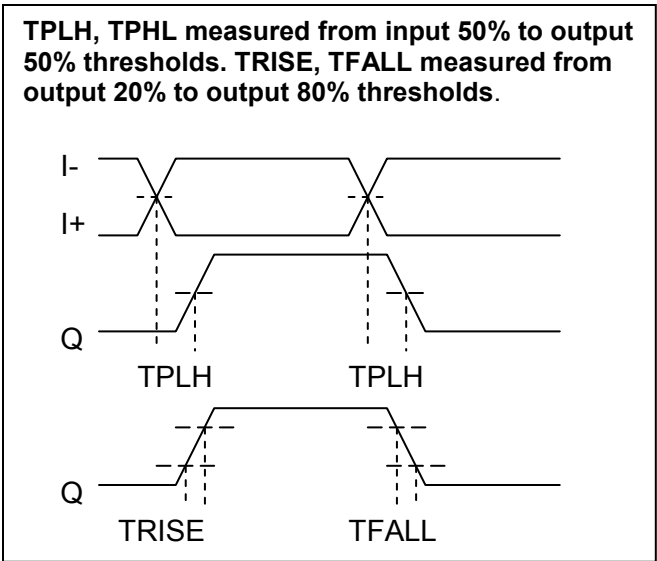 TPLH, TPHL measured from input 50% to output
50% thresholds. TRISE, TFALL measured from
output 20% to output 80% thresholds.
I-
I+
Q
TPLH TPLH
Q
TRISE TFALL